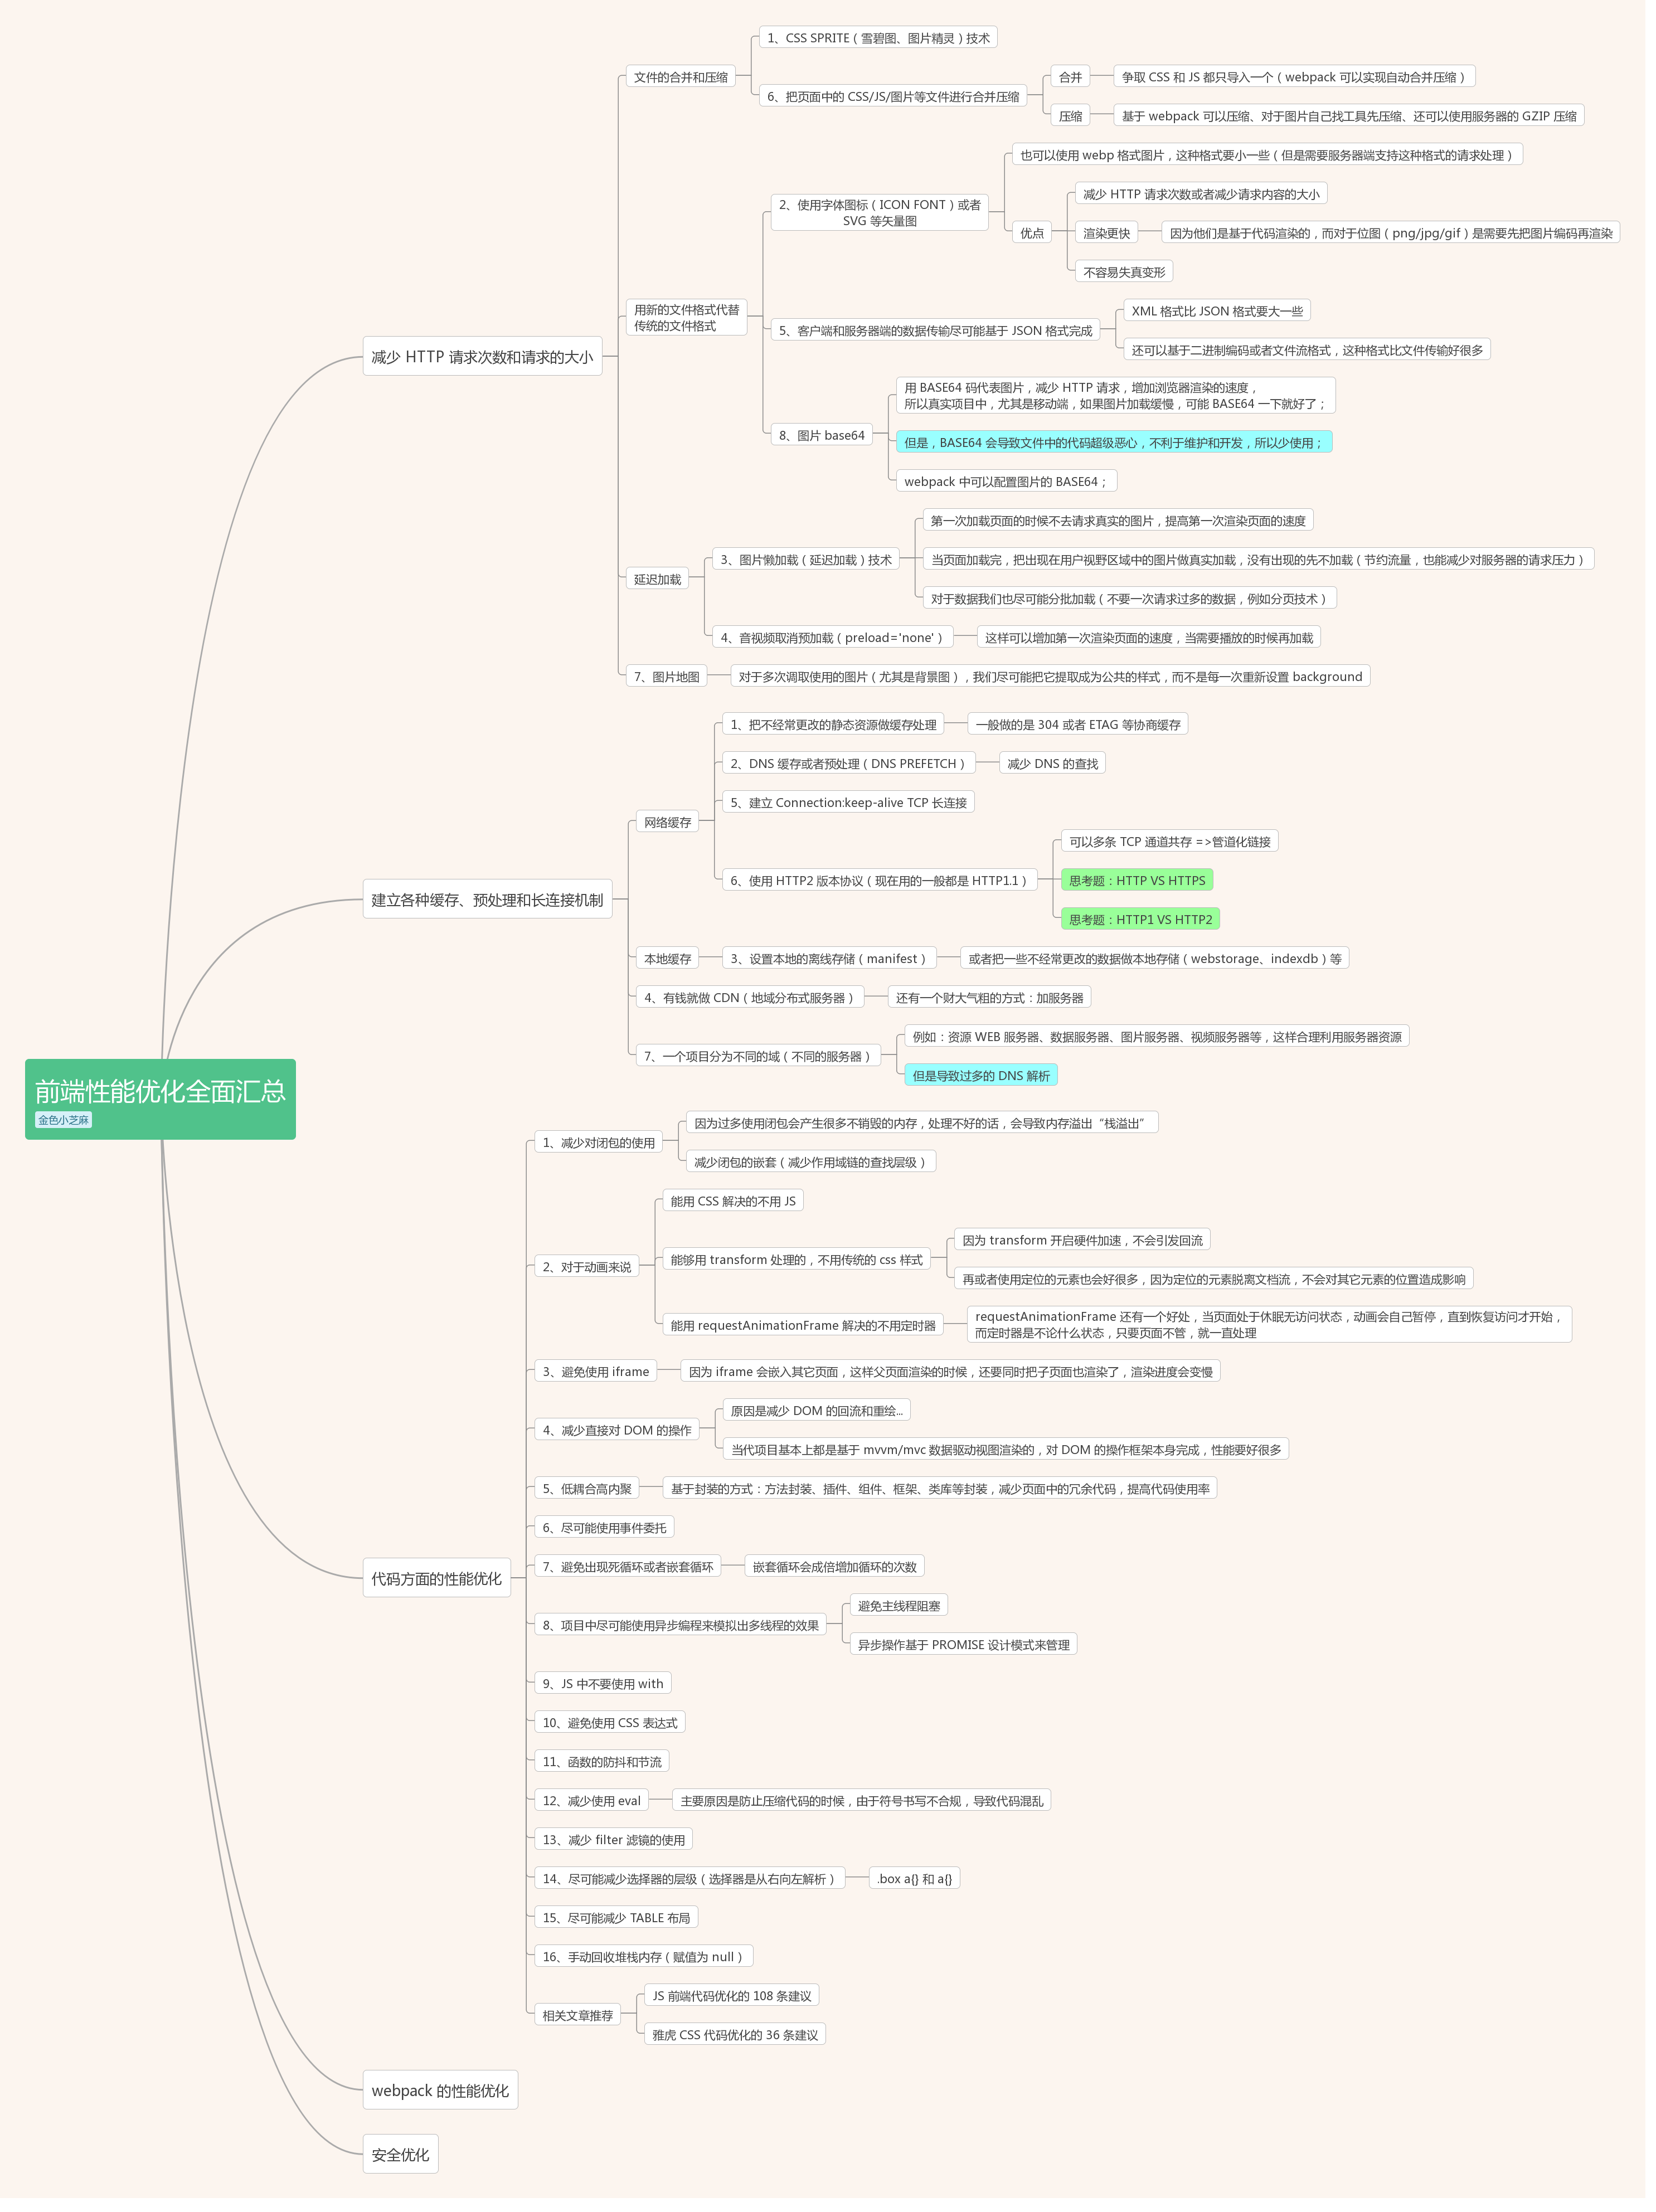 前端性能优化全面汇总
金色小芝麻
减少 HTTP 请求次数和请求的大小
文件的合并和压缩
1、CSS SPRITE（雪碧图、图片精灵）技术
6、把页面中的 CSS/JS/图片等文件进行合并压缩
合并
争取 CSS 和 JS 都只导入一个（webpack 可以实现自动合并压缩）
压缩
基于 webpack 可以压缩、对于图片自己找工具先压缩、还可以使用服务器的 GZIP 压缩
用新的文件格式代替
传统的文件格式
2、使用字体图标（ICON FONT）或者
SVG 等矢量图
也可以使用 webp 格式图片，这种格式要小一些（但是需要服务器端支持这种格式的请求处理）
优点
减少 HTTP 请求次数或者减少请求内容的大小
渲染更快
因为他们是基于代码渲染的，而对于位图（png/jpg/gif）是需要先把图片编码再渲染
不容易失真变形
5、客户端和服务器端的数据传输尽可能基于 JSON 格式完成
XML 格式比 JSON 格式要大一些
还可以基于二进制编码或者文件流格式，这种格式比文件传输好很多
8、图片 base64
用 BASE64 码代表图片，减少 HTTP 请求，增加浏览器渲染的速度，
所以真实项目中，尤其是移动端，如果图片加载缓慢，可能 BASE64 一下就好了；
但是，BASE64 会导致文件中的代码超级恶心，不利于维护和开发，所以少使用；
webpack 中可以配置图片的 BASE64；
延迟加载
3、图片懒加载（延迟加载）技术
第一次加载页面的时候不去请求真实的图片，提高第一次渲染页面的速度
当页面加载完，把出现在用户视野区域中的图片做真实加载，没有出现的先不加载（节约流量，也能减少对服务器的请求压力）
对于数据我们也尽可能分批加载（不要一次请求过多的数据，例如分页技术）
4、音视频取消预加载（preload='none'）
这样可以增加第一次渲染页面的速度，当需要播放的时候再加载
7、图片地图
对于多次调取使用的图片（尤其是背景图），我们尽可能把它提取成为公共的样式，而不是每一次重新设置 background
建立各种缓存、预处理和长连接机制
网络缓存
1、把不经常更改的静态资源做缓存处理
一般做的是 304 或者 ETAG 等协商缓存
2、DNS 缓存或者预处理（DNS PREFETCH）
减少 DNS 的查找
5、建立 Connection:keep-alive TCP 长连接
6、使用 HTTP2 版本协议（现在用的一般都是 HTTP1.1）
可以多条 TCP 通道共存 =>管道化链接
思考题：HTTP VS HTTPS
思考题：HTTP1 VS HTTP2
本地缓存
3、设置本地的离线存储（manifest）
或者把一些不经常更改的数据做本地存储（webstorage、indexdb）等
4、有钱就做 CDN（地域分布式服务器）
还有一个财大气粗的方式：加服务器
7、一个项目分为不同的域（不同的服务器）
例如：资源 WEB 服务器、数据服务器、图片服务器、视频服务器等，这样合理利用服务器资源
但是导致过多的 DNS 解析
代码方面的性能优化
1、减少对闭包的使用
因为过多使用闭包会产生很多不销毁的内存，处理不好的话，会导致内存溢出“栈溢出”
减少闭包的嵌套（减少作用域链的查找层级）
2、对于动画来说
能用 CSS 解决的不用 JS
能够用 transform 处理的，不用传统的 css 样式
因为 transform 开启硬件加速，不会引发回流
再或者使用定位的元素也会好很多，因为定位的元素脱离文档流，不会对其它元素的位置造成影响
能用 requestAnimationFrame 解决的不用定时器
requestAnimationFrame 还有一个好处，当页面处于休眠无访问状态，动画会自己暂停，直到恢复访问才开始，
而定时器是不论什么状态，只要页面不管，就一直处理
3、避免使用 iframe
因为 iframe 会嵌入其它页面，这样父页面渲染的时候，还要同时把子页面也渲染了，渲染进度会变慢
4、减少直接对 DOM 的操作
原因是减少 DOM 的回流和重绘...
当代项目基本上都是基于 mvvm/mvc 数据驱动视图渲染的，对 DOM 的操作框架本身完成，性能要好很多
5、低耦合高内聚
基于封装的方式：方法封装、插件、组件、框架、类库等封装，减少页面中的冗余代码，提高代码使用率
6、尽可能使用事件委托
7、避免出现死循环或者嵌套循环
嵌套循环会成倍增加循环的次数
8、项目中尽可能使用异步编程来模拟出多线程的效果
避免主线程阻塞
异步操作基于 PROMISE 设计模式来管理
9、JS 中不要使用 with
10、避免使用 CSS 表达式
11、函数的防抖和节流
12、减少使用 eval
主要原因是防止压缩代码的时候，由于符号书写不合规，导致代码混乱
13、减少 filter 滤镜的使用
14、尽可能减少选择器的层级（选择器是从右向左解析）
.box a{} 和 a{}
15、尽可能减少 TABLE 布局
16、手动回收堆栈内存（赋值为 null）
相关文章推荐
JS 前端代码优化的 108 条建议
雅虎 CSS 代码优化的 36 条建议
webpack 的性能优化
安全优化